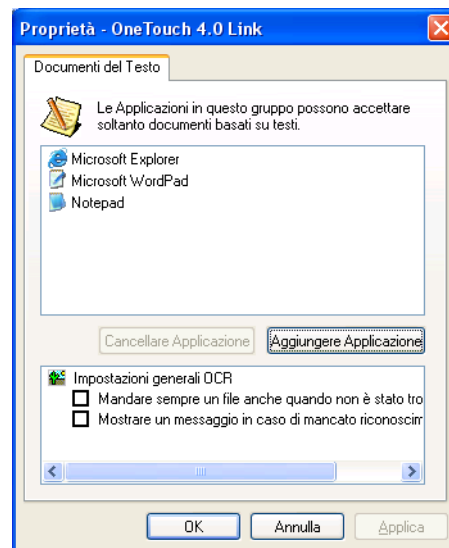 Proprietà - OneTouch 4.0 Link
Documenti del Testo
Le Applicazioni in questo gruppo possono accettare
soltanto documenti basati su testi.
Microsoft Explorer
Microsoft WordPad
Notepad
Cancellare Applicazione Aggiungere Applicazione
Impostazioni generali OCR
Mandare sempre un file anche quando non è stato tro
Mostrare un messaggio in caso di mancato riconoscim
OK Annulla Applica